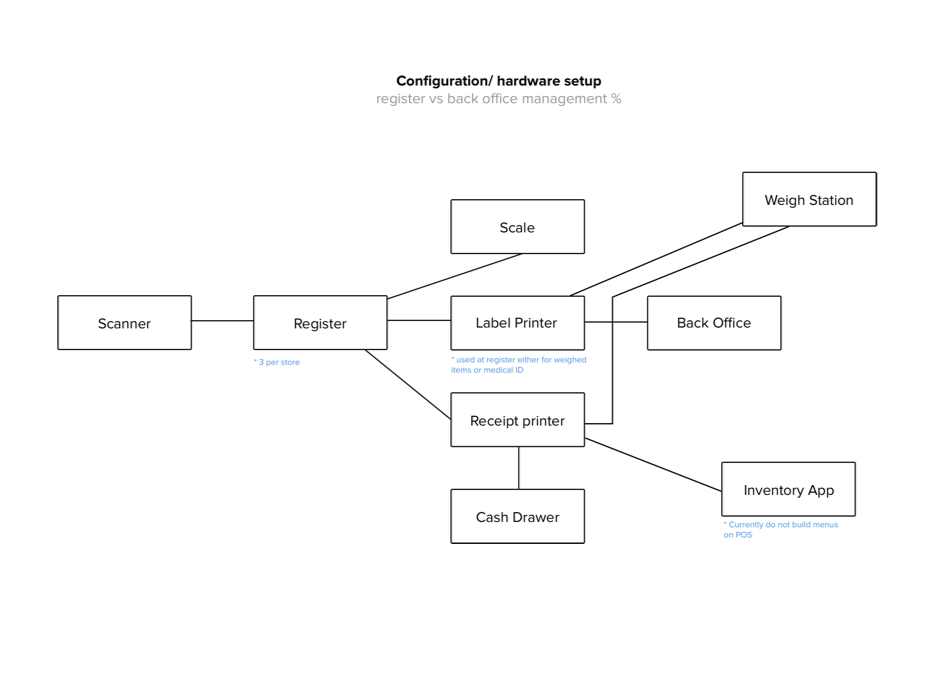 Configuration/ hardware setup
register vs back office management %
Weigh Station
Scale
Scanner
Register
Label Printer
Back Office
* 3 per store
* used at register either for weighed
items or medical ID
Receipt printer
Inventory App
Cash Drawer
* Currently do not build menus
on POS